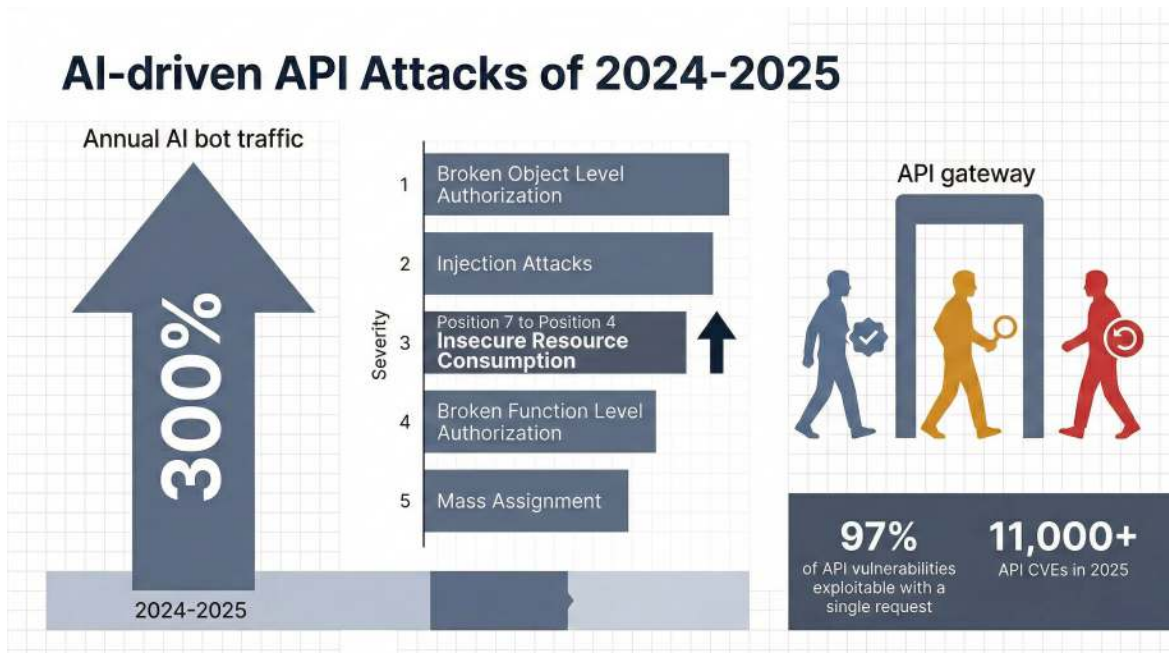 AI-driven API Attacks of 2024-2025
Annual AI bot traffic
300%
2024-2025
Severity
1
Broken Object Level
Authorization
2
Injection Attacks
3
Position 7 to Position 4
Insecure Resource
Consumption
4
Broken Function Level
Authorization
5
Mass Assignment
API gateway
97%
of API vulnerabilities
exploitable with a
single request
11,000+
API CVEs in 2025